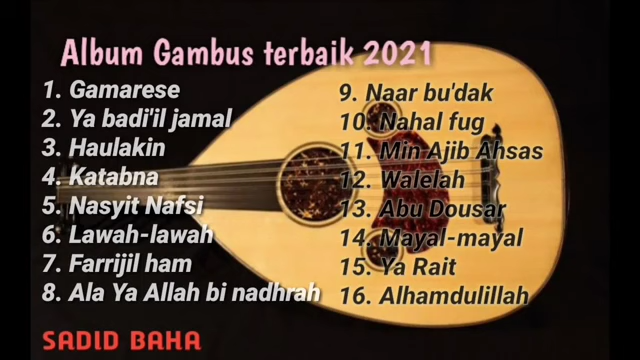 Album Gambus terbaik 2021
1. Gamarese
2. Ya badi'il jamal
3. Haulakin
4. Katabna
5. Nasyit Nafsi
6. Lawah-lawah
7. Farrijil ham
8. Ala Ya Allah bi nadhrah
9. Naar bu'dak
10. Nahal fug
11. Min Ajib Ahsas
12. Walelah
13. Abu Dousar
14. Mayal-mayal
15. Ya Rait
16. Alhamdulillah
SADID BAHA